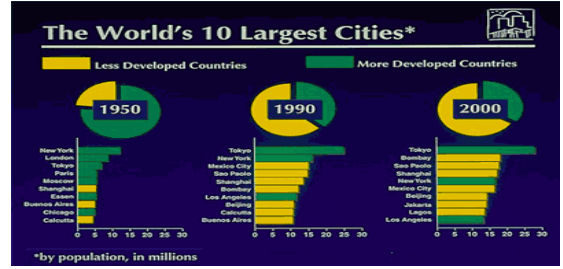 The World's 10 Largest Cities*
Less Developed Countries
More Developed Countries
1950
New York
London
Tokyo
Paris
Moscow
Shanghai
Essen
Buenos Aires
Chicago
Calcutta
0 5 10 15 20 25 30
1990
Tokyo
New York
Mexico City
Sao Paolo
Shanghai
Bombay
Los Angeles
Beijing
Calcutta
Buenos Aires
0 5 10 15 20 25 30
2000
Tokyo
Bombay
Sao Paolo
Shanghai
New York
Mexico City
Beijing
Jakarta
Lagos
Los Angeles
0 5 10 15 20 25 30
*by population, in millions